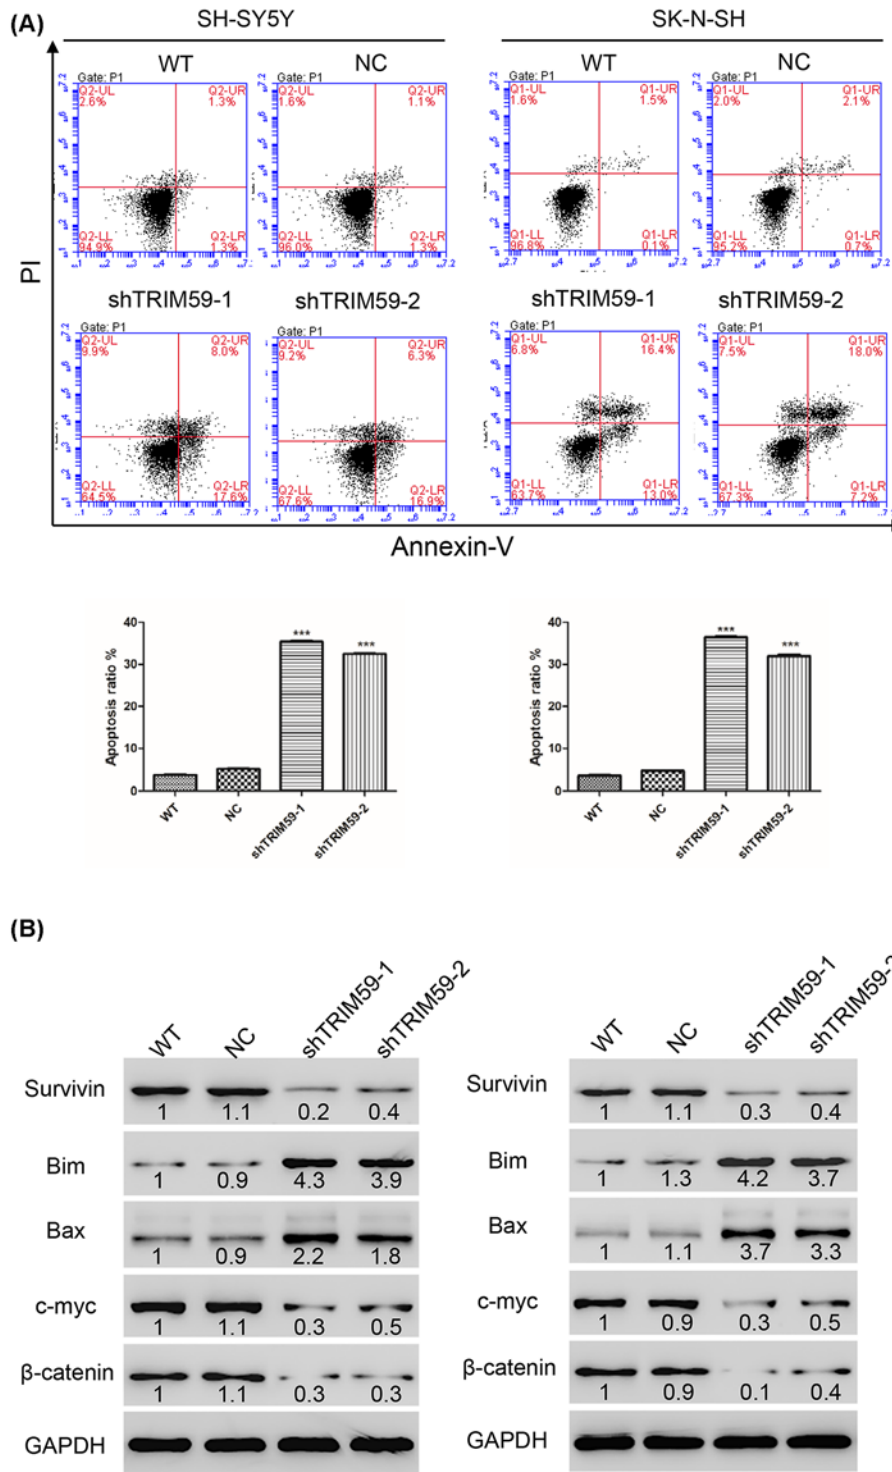 (A)
SH-SY5Y
SK-N-SH
WT
NC
WT
NC
Gate: P1
Q2-UL
2.6%
Q2-UR
1.3%
Q2-LL
94.9%
Q2-LR
1.3%
Gate: P1
Q2-UL
1.6%
Q2-UR
1.1%
Q2-LL
96.0%
Q2-LR
1.3%
Gate: P1
Q1-UL
1.6%
Q1-UR
1.5%
Q1-LL
96.8%
Q1-LR
0.1%
Gate: P1
Q1-UL
2.0%
Q1-UR
2.1%
Q1-LL
95.2%
Q1-LR
0.7%
PI
shTRIM59-1
shTRIM59-2
shTRIM59-1
shTRIM59-2
Gate: P1
Q2-UL
9.9%
Q2-UR
8.0%
Q2-LL
64.5%
Q2-LR
17.6%
Gate: P1
Q2-UL
9.2%
Q2-UR
6.3%
Q2-LL
67.6%
Q2-LR
16.9%
Gate: P1
Q1-UL
6.8%
Q1-UR
16.4%
Q1-LL
63.7%
Q1-LR
13.0%
Gate: P1
Q1-UL
7.5%
Q1-UR
18.0%
Q1-LL
67.3%
Q1-LR
7.2%
Annexin-V
Apoptosis ratio %
40
30
20
10
0
***
***
WT
NC
shTRIM59-1
shTRIM59-2
Apoptosis ratio %
40
30
20
10
0
***
***
WT
NC
shTRIM59-1
shTRIM59-2
(B)
WT NC shTRIM59-1 shTRIM59-2
Survivin
1 1.1 0.2 0.4
Bim
1 0.9 4.3 3.9
Bax
1 0.9 2.2 1.8
c-myc
1 1.1 0.3 0.5
β-catenin
1 1.1 0.3 0.3
GAPDH
WT NC shTRIM59-1 shTRIM59-2
Survivin
1 1.1 0.3 0.4
Bim
1 1.3 4.2 3.7
Bax
1 1.1 3.7 3.3
c-myc
1 0.9 0.3 0.5
β-catenin
1 0.9 0.1 0.4
GAPDH